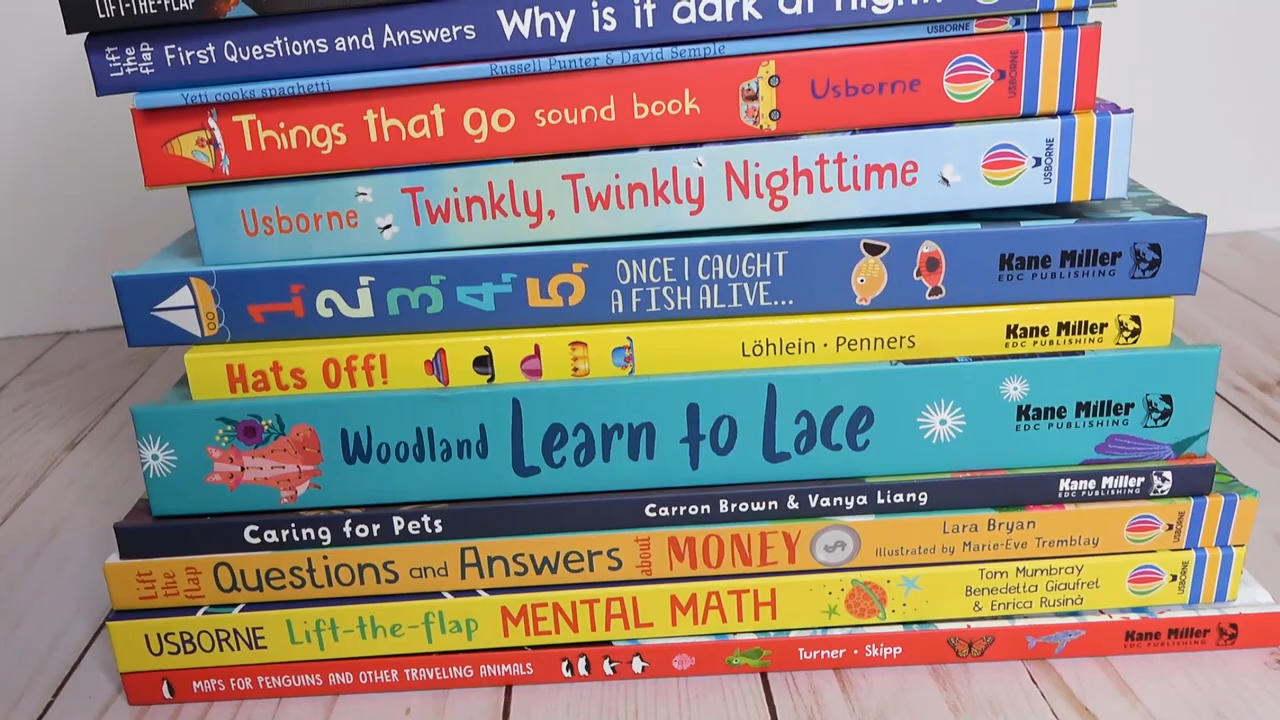 LIFT-THE-FLAP
Lift the flap First Questions and Answers Why is it dark at night?
Yeti cooks spaghetti Russell Punter & David Semple USBORNE
Things that go sound book Usborne USBORNE
Usborne Twinkly, Twinkly Nighttime USBORNE
1, 2, 3, 4, 5, ONCE I CAUGHT
A FISH ALIVE... Kane Miller
EDC PUBLISHING
Hats Off! Löhlein · Penners Kane Miller
EDC PUBLISHING
Woodland Learn to Lace Kane Miller
EDC PUBLISHING
Caring for Pets Carron Brown & Vanya Liang Kane Miller
EDC PUBLISHING
Lift the flap Questions and Answers about MONEY Lara Bryan
Illustrated by Marie-Eve Tremblay USBORNE
USBORNE Lift-the-flap MENTAL MATH Tom Mumbray
Benedetta Giaufret
& Enrica Rusinà USBORNE
MAPS FOR PENGUINS AND OTHER TRAVELING ANIMALS Turner · Skipp Kane Miller
EDC PUBLISHING